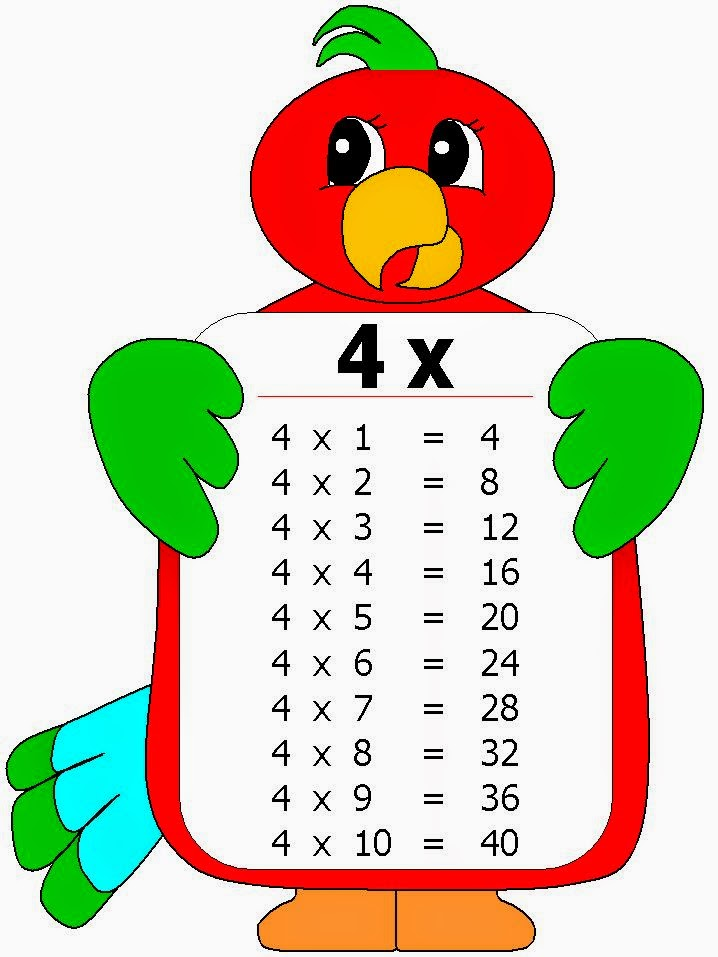 4 x
4 x 1 = 4
4 x 2 = 8
4 x 3 = 12
4 x 4 = 16
4 x 5 = 20
4 x 6 = 24
4 x 7 = 28
4 x 8 = 32
4 x 9 = 36
4 x 10 = 40